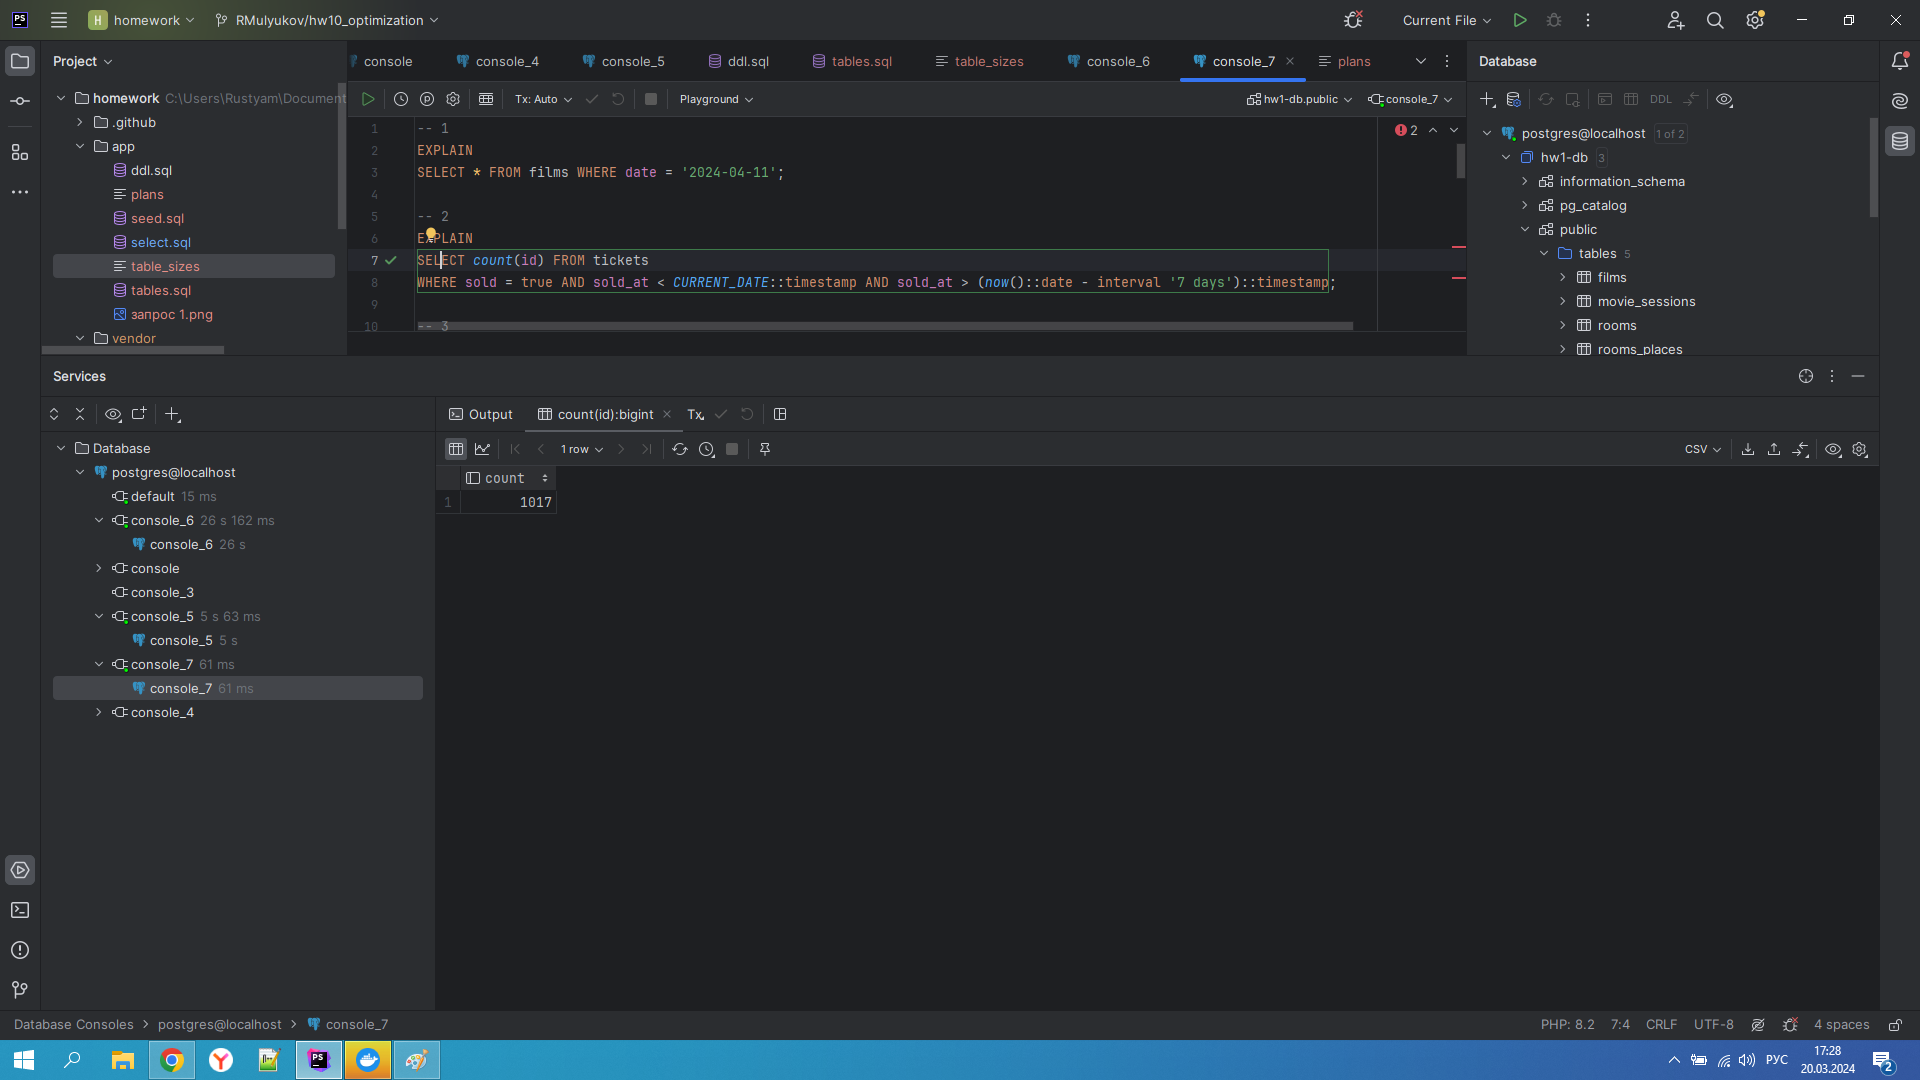 PS
H homework
RMulyukov/hw10_optimization
Current File
Project
homework C:\Users\Rustyam\Document
.github
app
ddl.sql
plans
seed.sql
select.sql
table_sizes
tables.sql
запрос 1.png
vendor
console
console_4
console_5
ddl.sql
tables.sql
table_sizes
console_6
console_7
plans
Tx: Auto
Playground
hw1-db.public
console_7
1 -- 1
2 EXPLAIN
3 SELECT * FROM films WHERE date = '2024-04-11';
4
5 -- 2
6 EXPLAIN
7 SELECT count(id) FROM tickets
8 WHERE sold = true AND sold_at < CURRENT_DATE::timestamp AND sold_at > (now()::date - interval '7 days')::timestamp;
9
10 -- 3
2
Database
DDL
postgres@localhost 1 of 2
hw1-db 3
information_schema
pg_catalog
public
tables 5
films
movie_sessions
rooms
rooms_places
Services
Database
postgres@localhost
default 15 ms
console_6 26 s 162 ms
console_6 26 s
console
console_3
console_5 5 s 63 ms
console_5 5 s
console_7 61 ms
console_7 61 ms
console_4
Output
count(id):bigint
Tx
1 row
CSV
count
1 1017
Database Consoles > postgres@localhost > console_7
PHP: 8.2 7:4 CRLF UTF-8 4 spaces
PS
РУС
17:28
20.03.2024
2